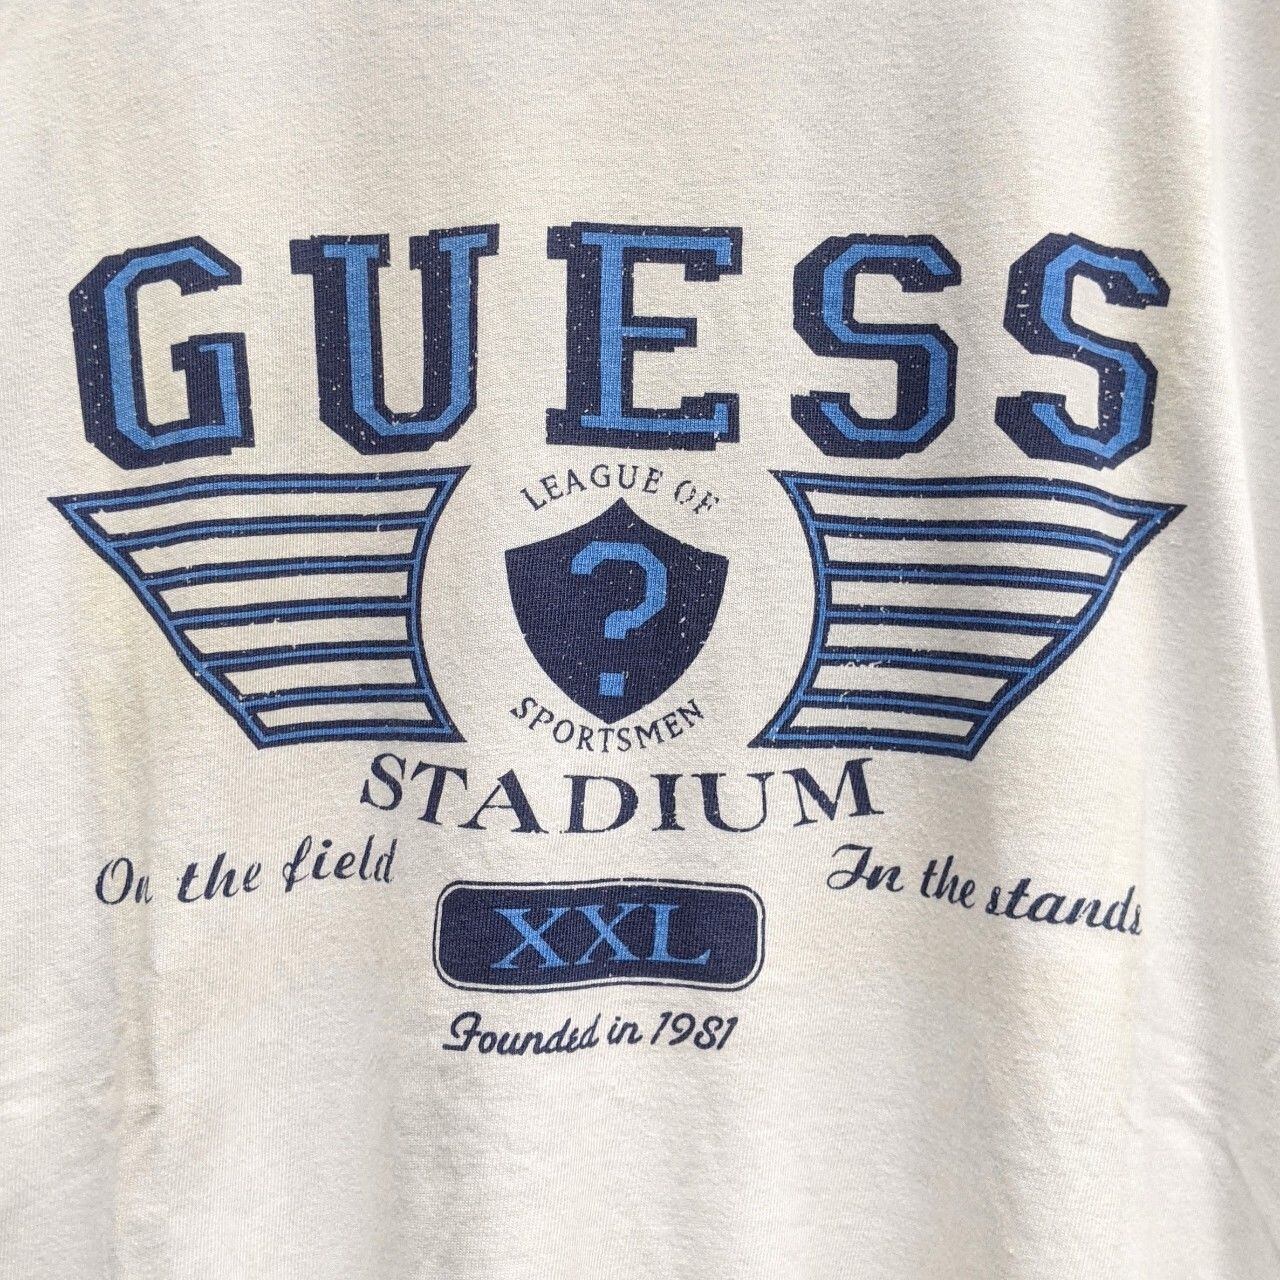 GUESS
LEAGUE OF
?
SPORTSMEN
STADIUM
On the field
In the stands
XXL
Founded in 1981